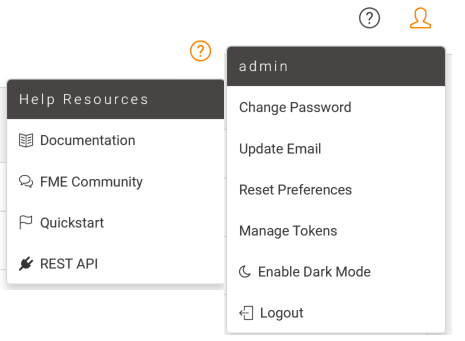 Help Resources
Documentation
FME Community
Quickstart
REST API
admin
Change Password
Update Email
Reset Preferences
Manage Tokens
Enable Dark Mode
Logout